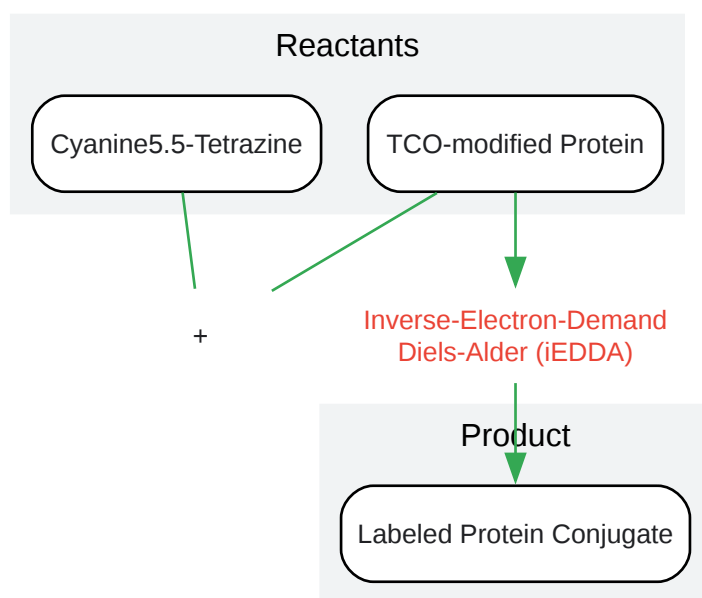 Reactants
Cyanine5.5-Tetrazine
TCO-modified Protein
+
Inverse-Electron-Demand
Diels-Alder (iEDDA)
Product
Labeled Protein Conjugate